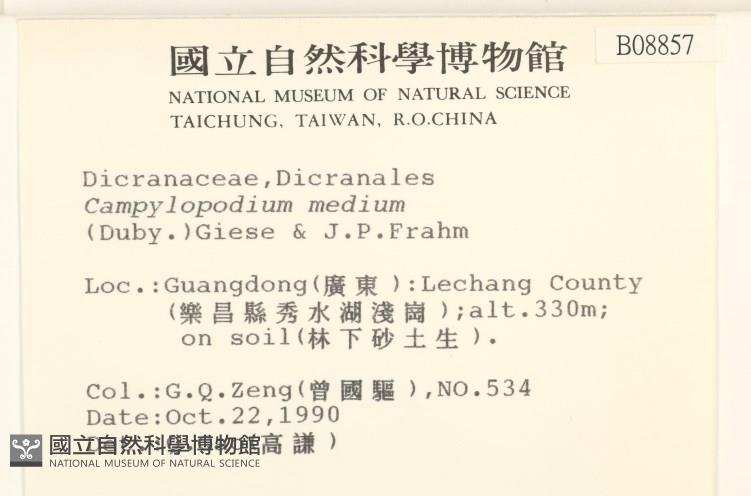 國立自然科學博物館
B08857
NATIONAL MUSEUM OF NATURAL SCIENCE
TAICHUNG, TAIWAN, R.O.CHINA
Dicranaceae,Dicranales
Campylopodium medium
(Duby.)Giese & J.P.Frahm
Loc.:Guangdong(廣東):Lechang County
(樂昌縣秀水湖淺崗);alt.330m;
on soil(林下砂土生).
Col.:G.Q.Zeng(曾國驅),NO.534
Date:Oct.22,1990
高謙)
國立自然科學博物館
NATIONAL MUSEUM OF NATURAL SCIENCE